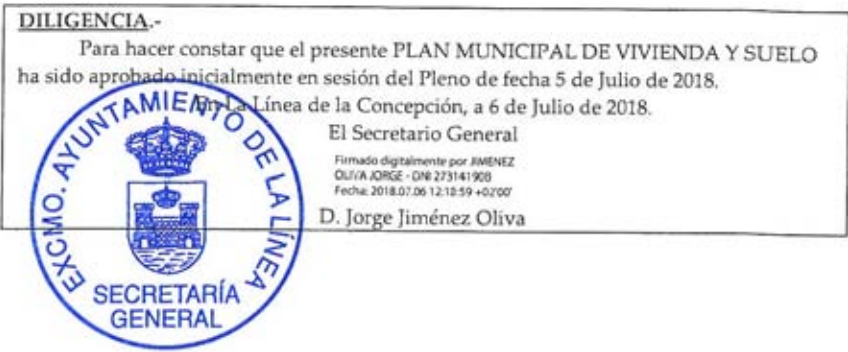 DILIGENCIA.-
Para hacer constar que el presente PLAN MUNICIPAL DE VIVIENDA Y SUELO
ha sido aprobado inicialmente en sesión del Pleno de fecha 5 de Julio de 2018.
En La Línea de la Concepción, a 6 de Julio de 2018.
El Secretario General
Firmado digitalmente por JIMENEZ
OLIVA JORGE - DNI 27314190B
Fecha: 2018.07.06 12:10:59 +02'00'
D. Jorge Jiménez Oliva
EXCMO. AYUNTAMIENTO DE LA LÍNEA
SECRETARÍA
GENERAL